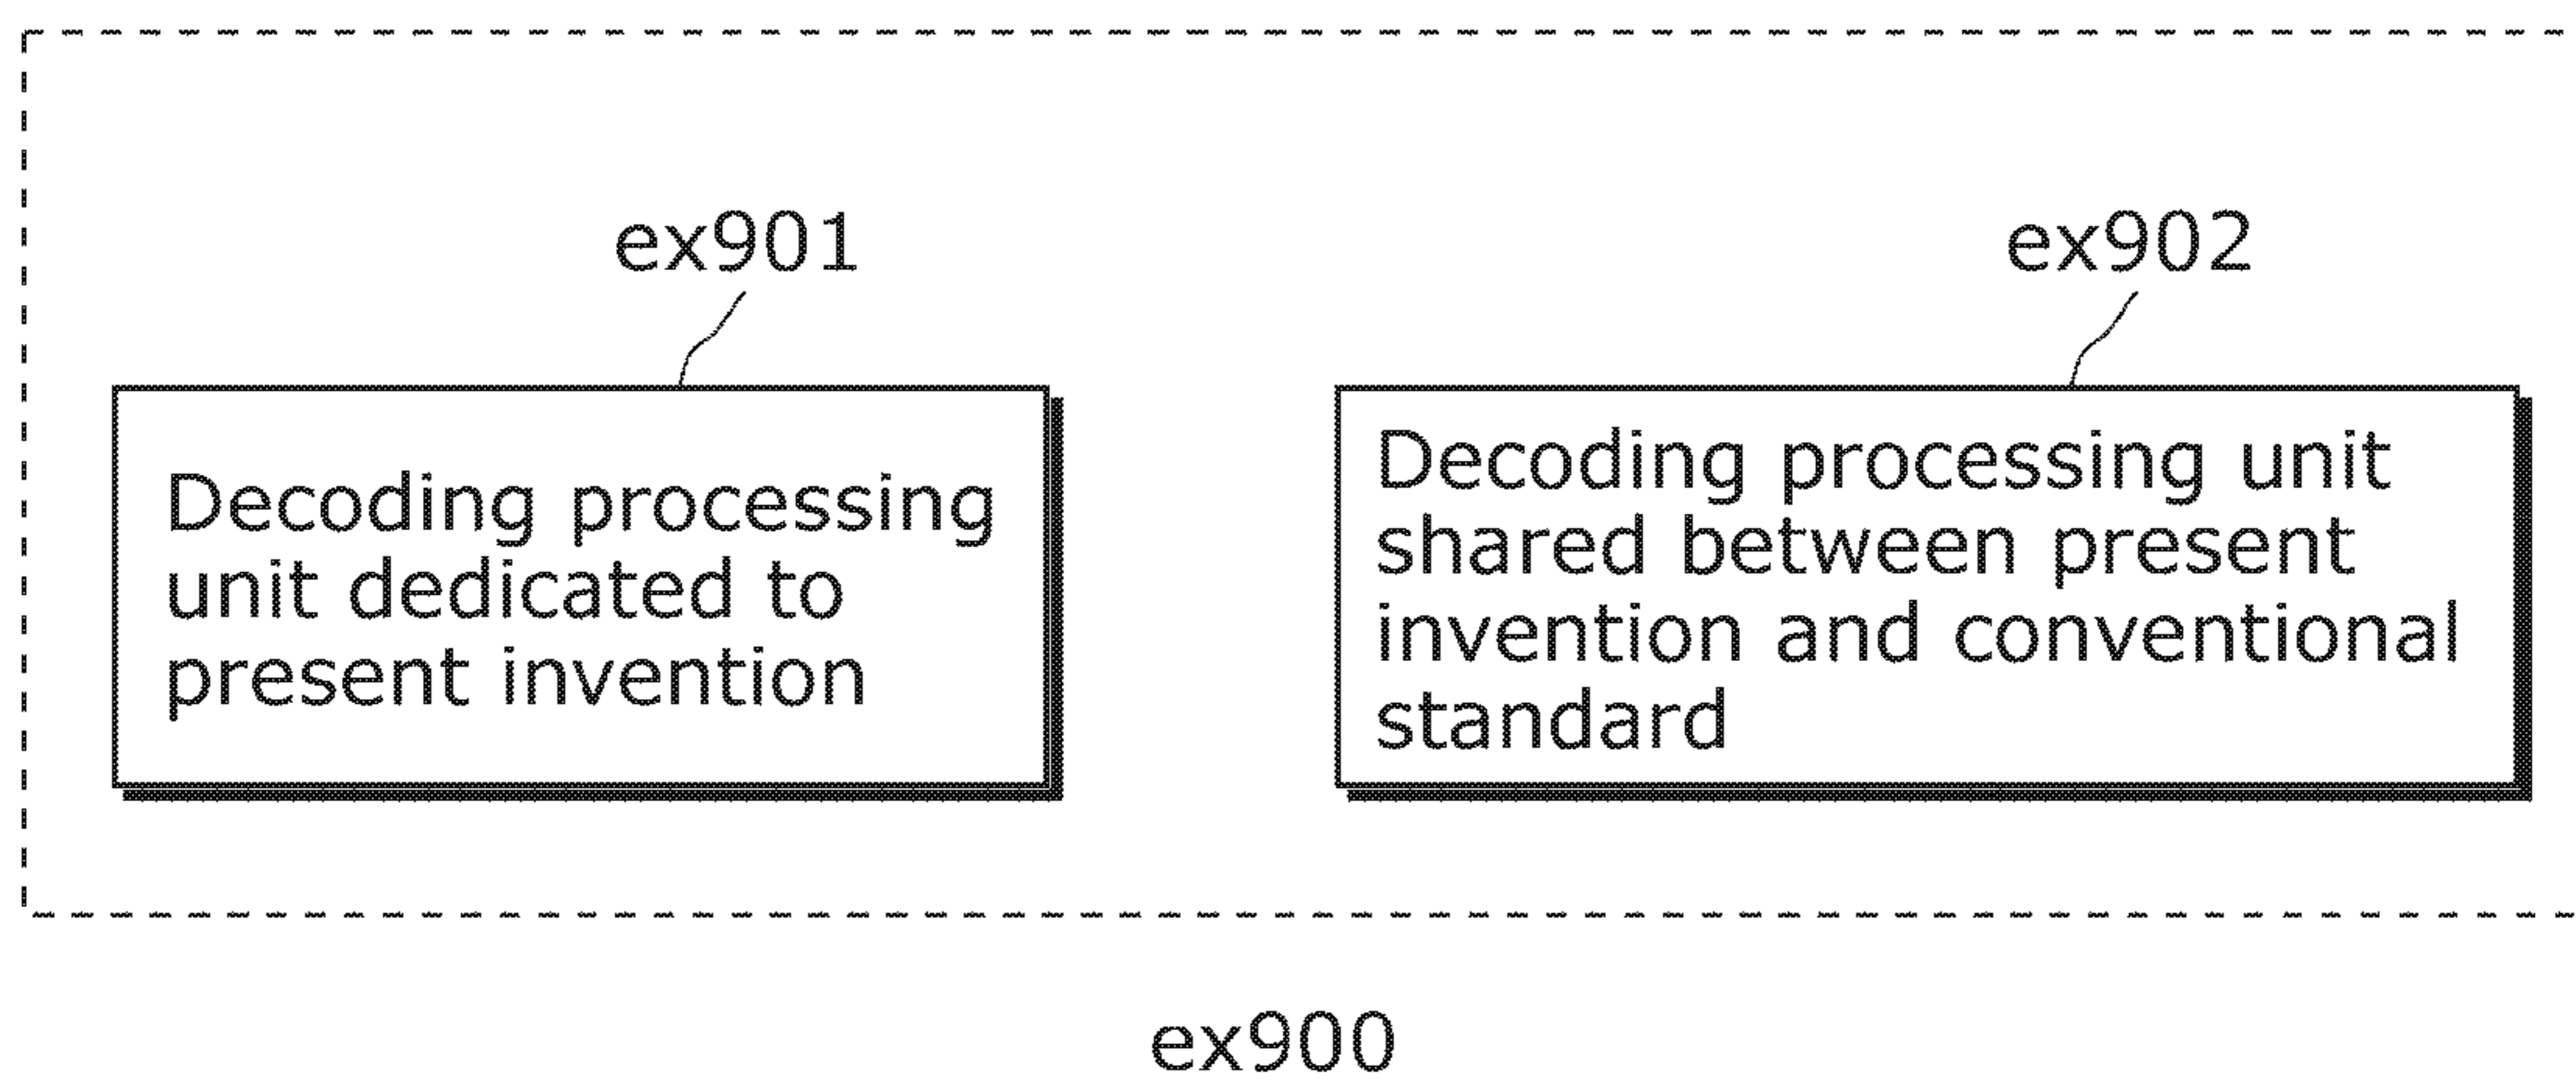 ex901
ex902
Decoding processing
unit dedicated to
present invention
Decoding processing unit
shared between present
invention and conventional
standard
ex900